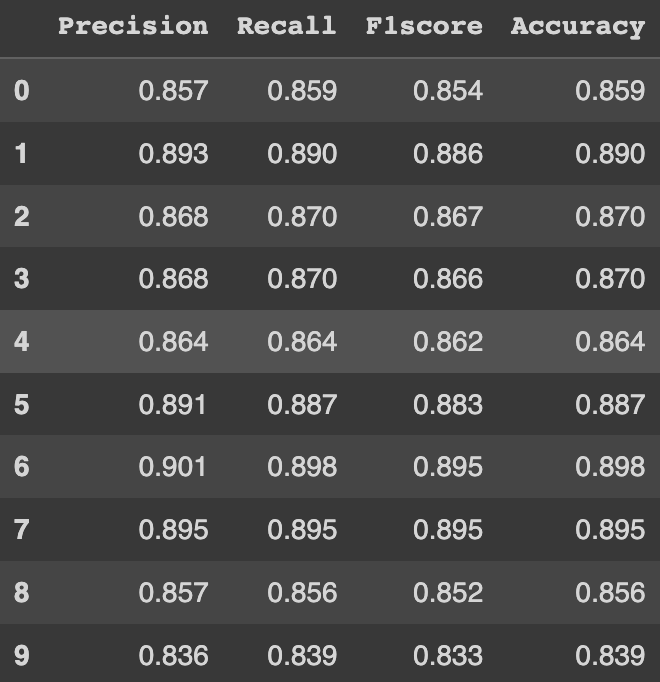 Precision Recall F1score Accuracy
0 0.857 0.859 0.854 0.859
1 0.893 0.890 0.886 0.890
2 0.868 0.870 0.867 0.870
3 0.868 0.870 0.866 0.870
4 0.864 0.864 0.862 0.864
5 0.891 0.887 0.883 0.887
6 0.901 0.898 0.895 0.898
7 0.895 0.895 0.895 0.895
8 0.857 0.856 0.852 0.856
9 0.836 0.839 0.833 0.839